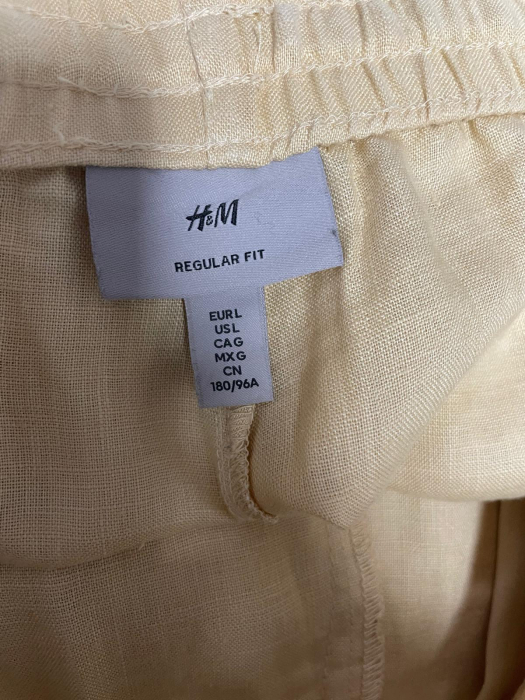 H&M
REGULAR FIT
EUR L
US L
CA G
MX G
CN
180/96A